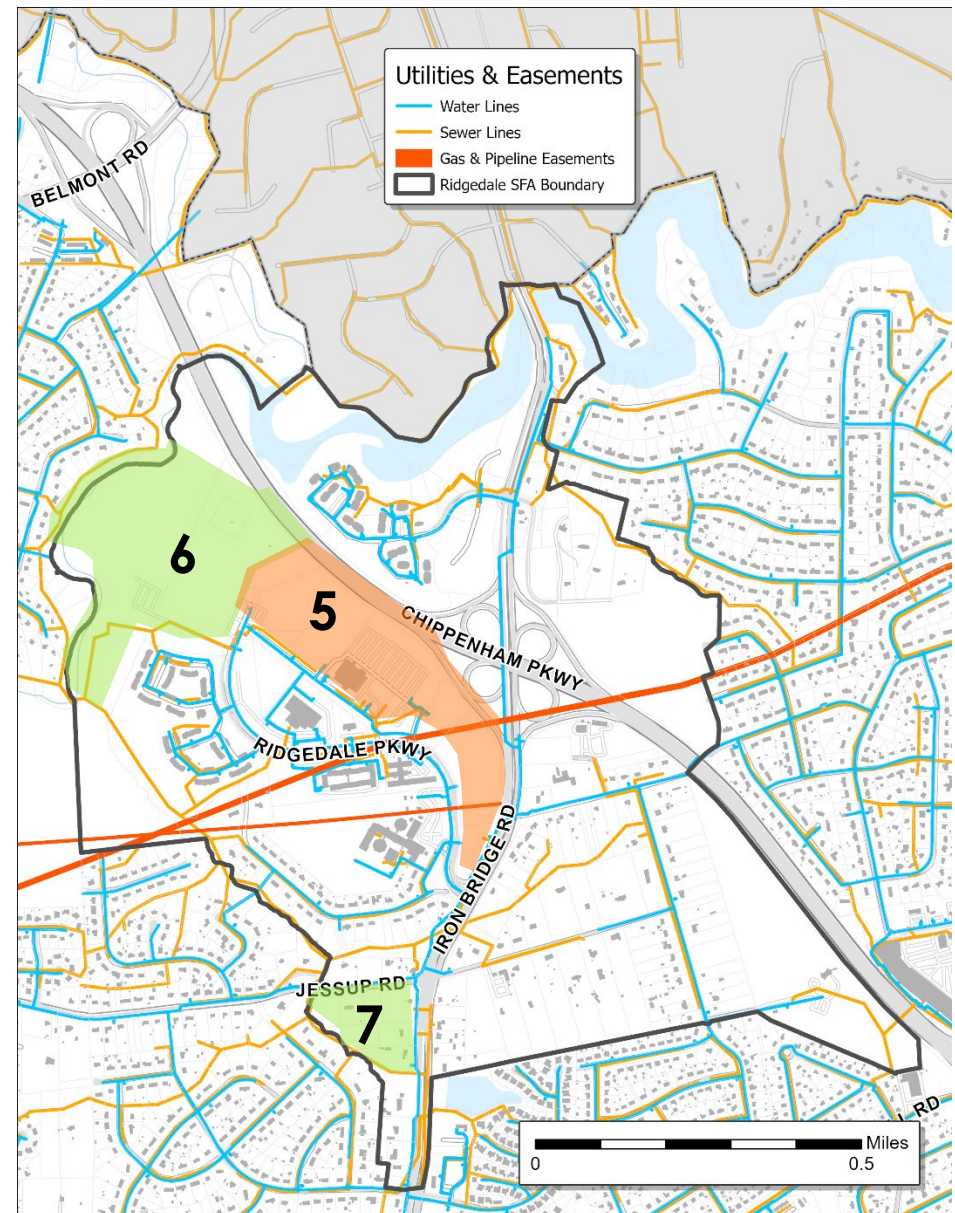 Utilities & Easements
Water Lines
Sewer Lines
Gas & Pipeline Easements
Ridgedale SFA Boundary
BELMONT RD
6
5
CHIPPENHAM PKWY
RIDGEDALE PKWY
IRON BRIDGE RD
JESSUP RD
7
L RD
Miles
0
0.5